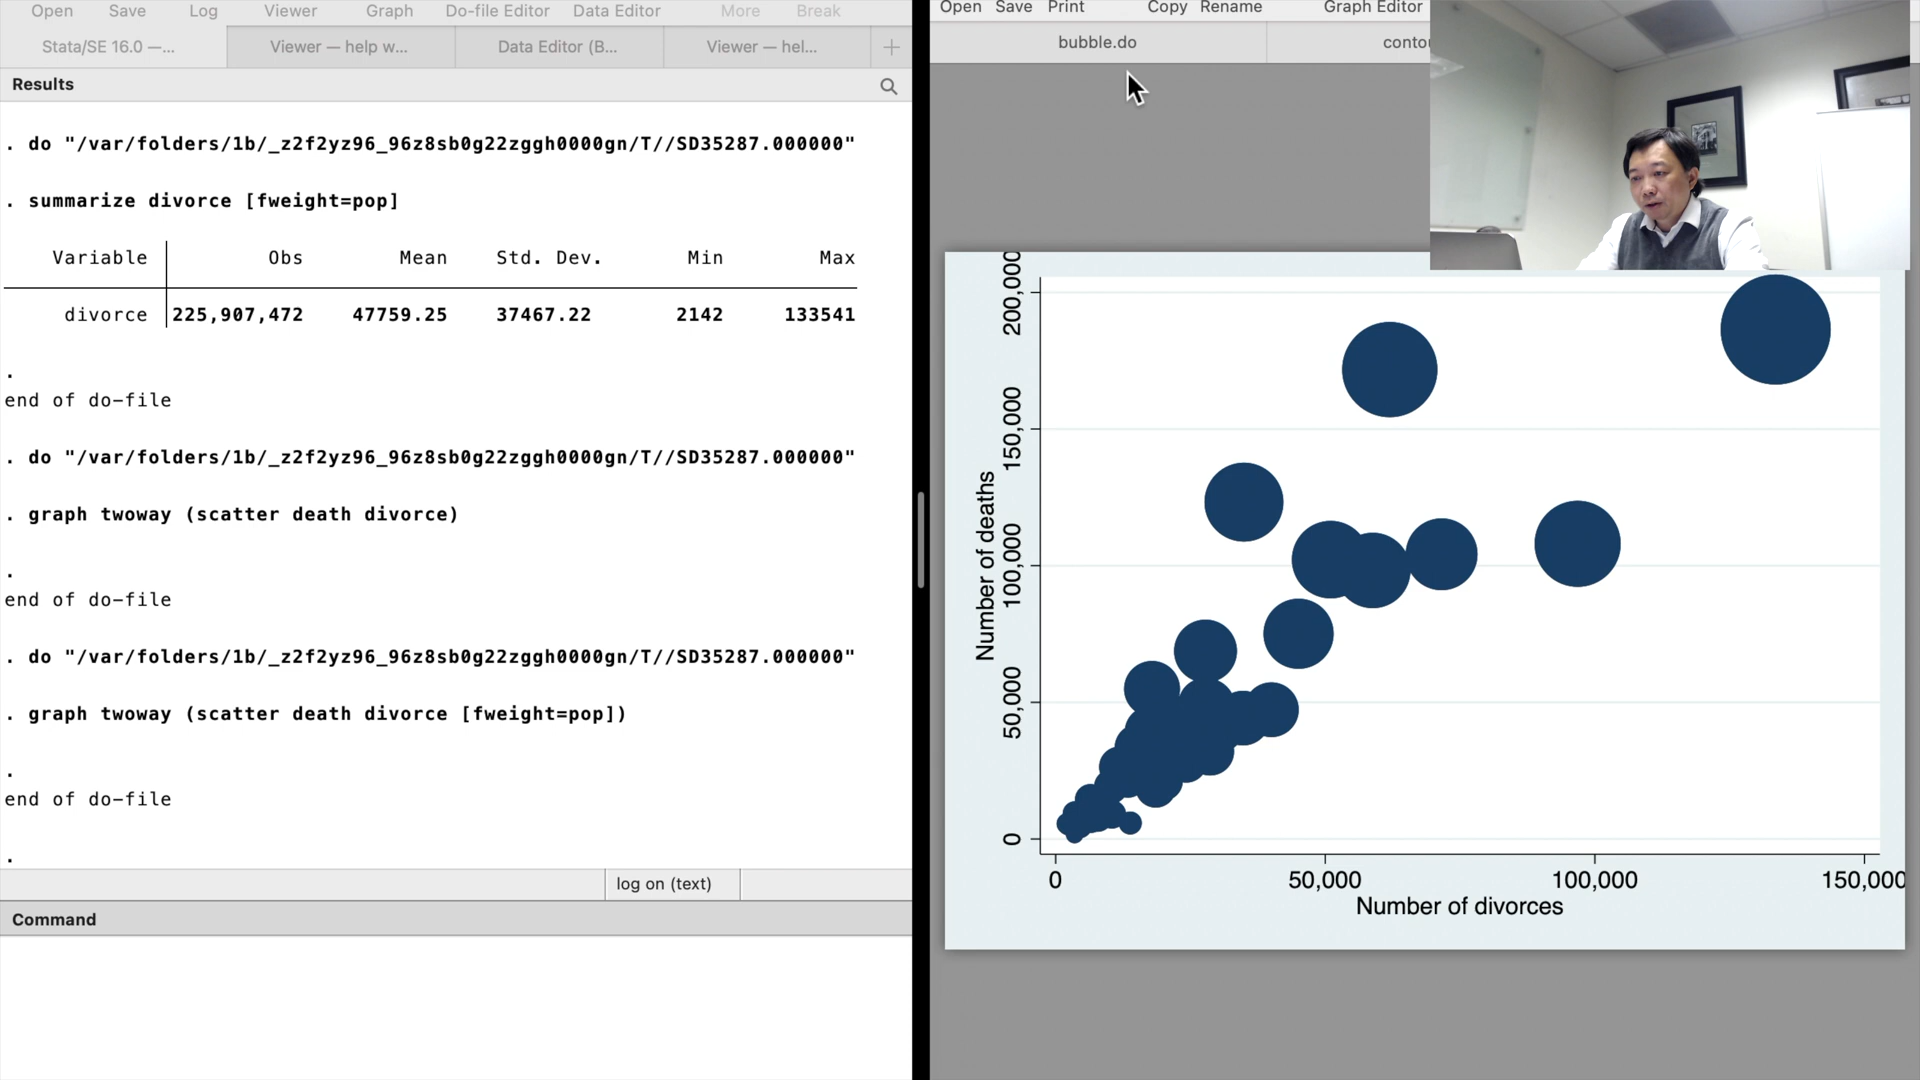 Open Save Log Viewer Graph Do-file Editor Data Editor More Break
Stata/SE 16.0 —... Viewer — help w... Data Editor (B... Viewer — hel... +
Results
. do "/var/folders/1b/_z2f2yz96_96z8sb0g22zggh0000gn/T//SD35287.000000"
. summarize divorce [fweight=pop]
Variable Obs Mean Std. Dev. Min Max
divorce 225,907,472 47759.25 37467.22 2142 133541
.
end of do-file
. do "/var/folders/1b/_z2f2yz96_96z8sb0g22zggh0000gn/T//SD35287.000000"
. graph twoway (scatter death divorce)
.
end of do-file
. do "/var/folders/1b/_z2f2yz96_96z8sb0g22zggh0000gn/T//SD35287.000000"
. graph twoway (scatter death divorce [fweight=pop])
.
end of do-file
.
log on (text)
Command
Open Save Print Copy Rename Graph Editor
bubble.do contou
Number of deaths
200,000
150,000
100,000
50,000
0
0 50,000 100,000 150,000
Number of divorces